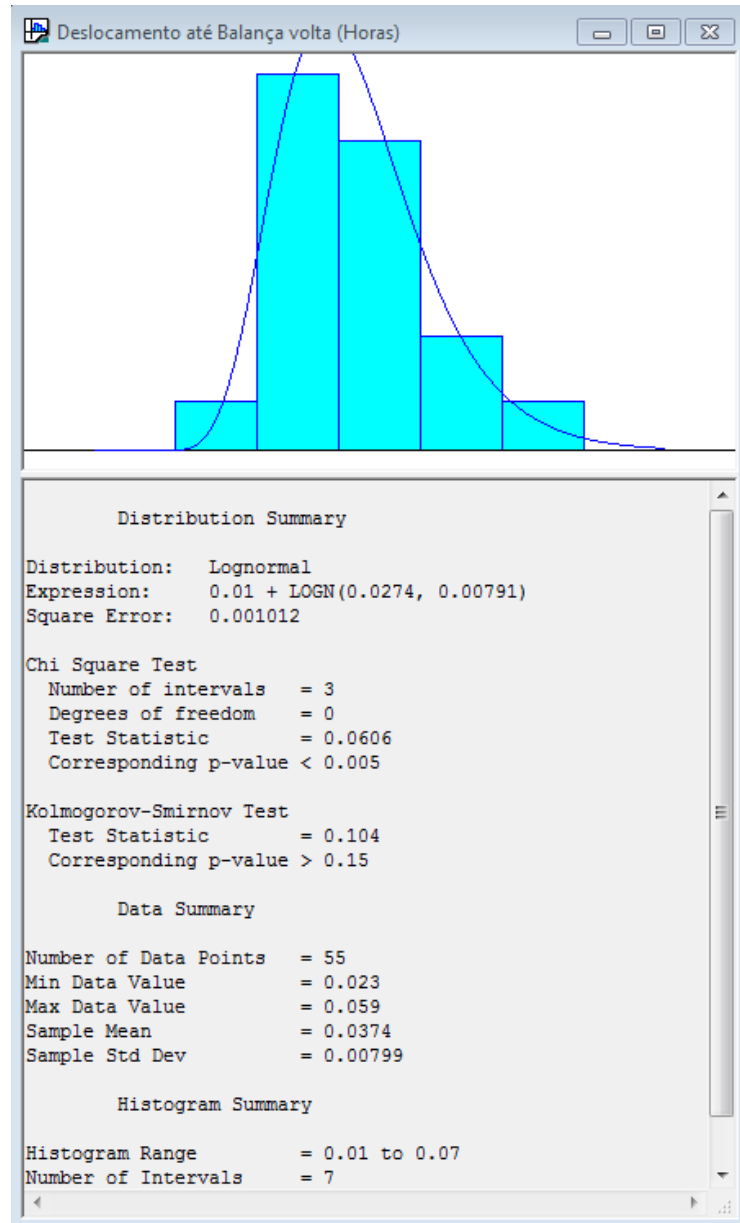 Deslocamento até Balança volta (Horas)
Distribution Summary
Distribution: Lognormal
Expression: 0.01 + LOGN(0.0274, 0.00791)
Square Error: 0.001012
Chi Square Test
Number of intervals = 3
Degrees of freedom = 0
Test Statistic = 0.0606
Corresponding p-value < 0.005
Kolmogorov-Smirnov Test
Test Statistic = 0.104
Corresponding p-value > 0.15
Data Summary
Number of Data Points = 55
Min Data Value = 0.023
Max Data Value = 0.059
Sample Mean = 0.0374
Sample Std Dev = 0.00799
Histogram Summary
Histogram Range = 0.01 to 0.07
Number of Intervals = 7